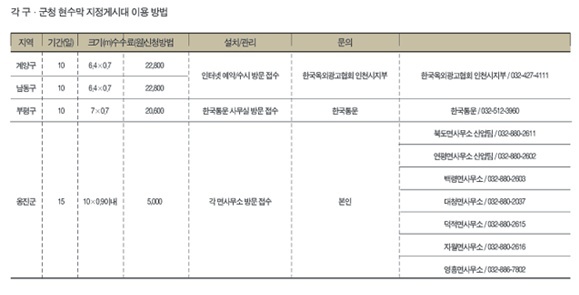 각 구·군청 현수막 지정게시대 이용 방법
지역 기간(일) 크기(m)수수료(원)신청방법 설치/관리 문의
계양구 10 6.4×0.7 22,800 인터넷 예약/수시 방문 접수 한국옥외광고협회 인천시지부 한국옥외광고협회 인천시지부 / 032-427-4111
남동구 10 6.4×0.7 22,800
부평구 10 7×0.7 20,600 한국통운 사무실 방문 접수 한국통운 한국통운 / 032-512-3960
옹진군 15 10×0.90이내 5,000 각 면사무소 방문 접수 본인
북도면사무소 산업팀 / 032-880-2611
연평면사무소 산업팀 / 032-880-2602
백령면사무소 / 032-880-2603
대청면사무소 / 032-880-2037
덕적면사무소 / 032-880-2615
자월면사무소 / 032-880-2616
영흥면사무소 / 032-886-7802